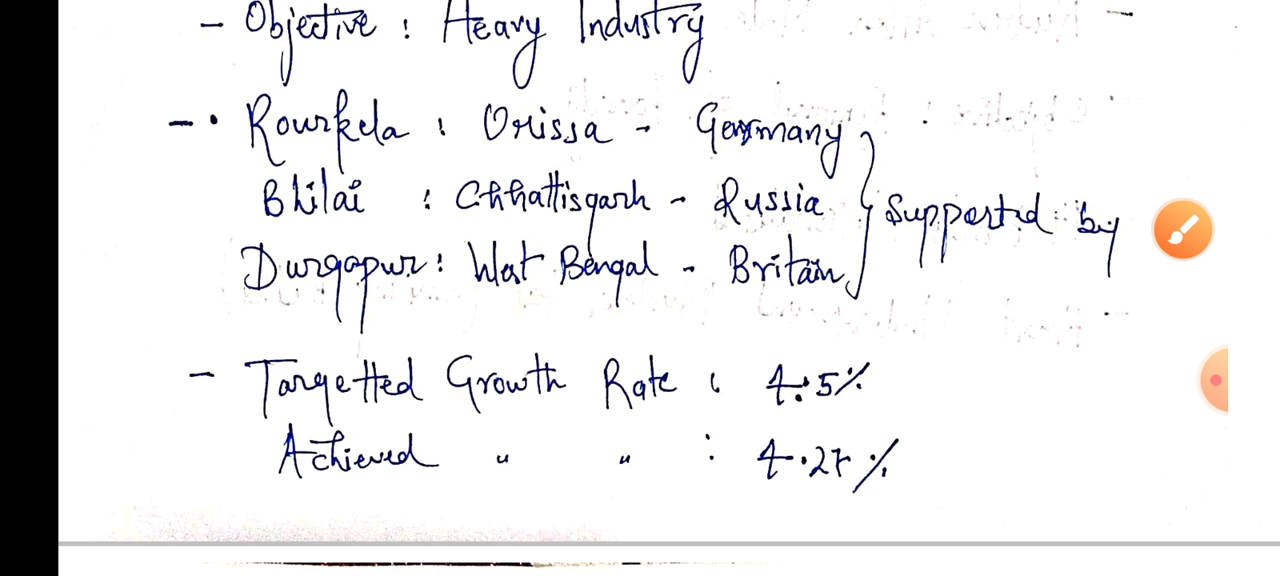 - Objective : Heavy Industry
- • Rourkela : Orissa - Germany
Bhilai : Chhattisgarh - Russia } Supported by
Durgapur : West Bengal - Britain
- Targetted Growth Rate : 4.5%
Achieved " " : 4.27%